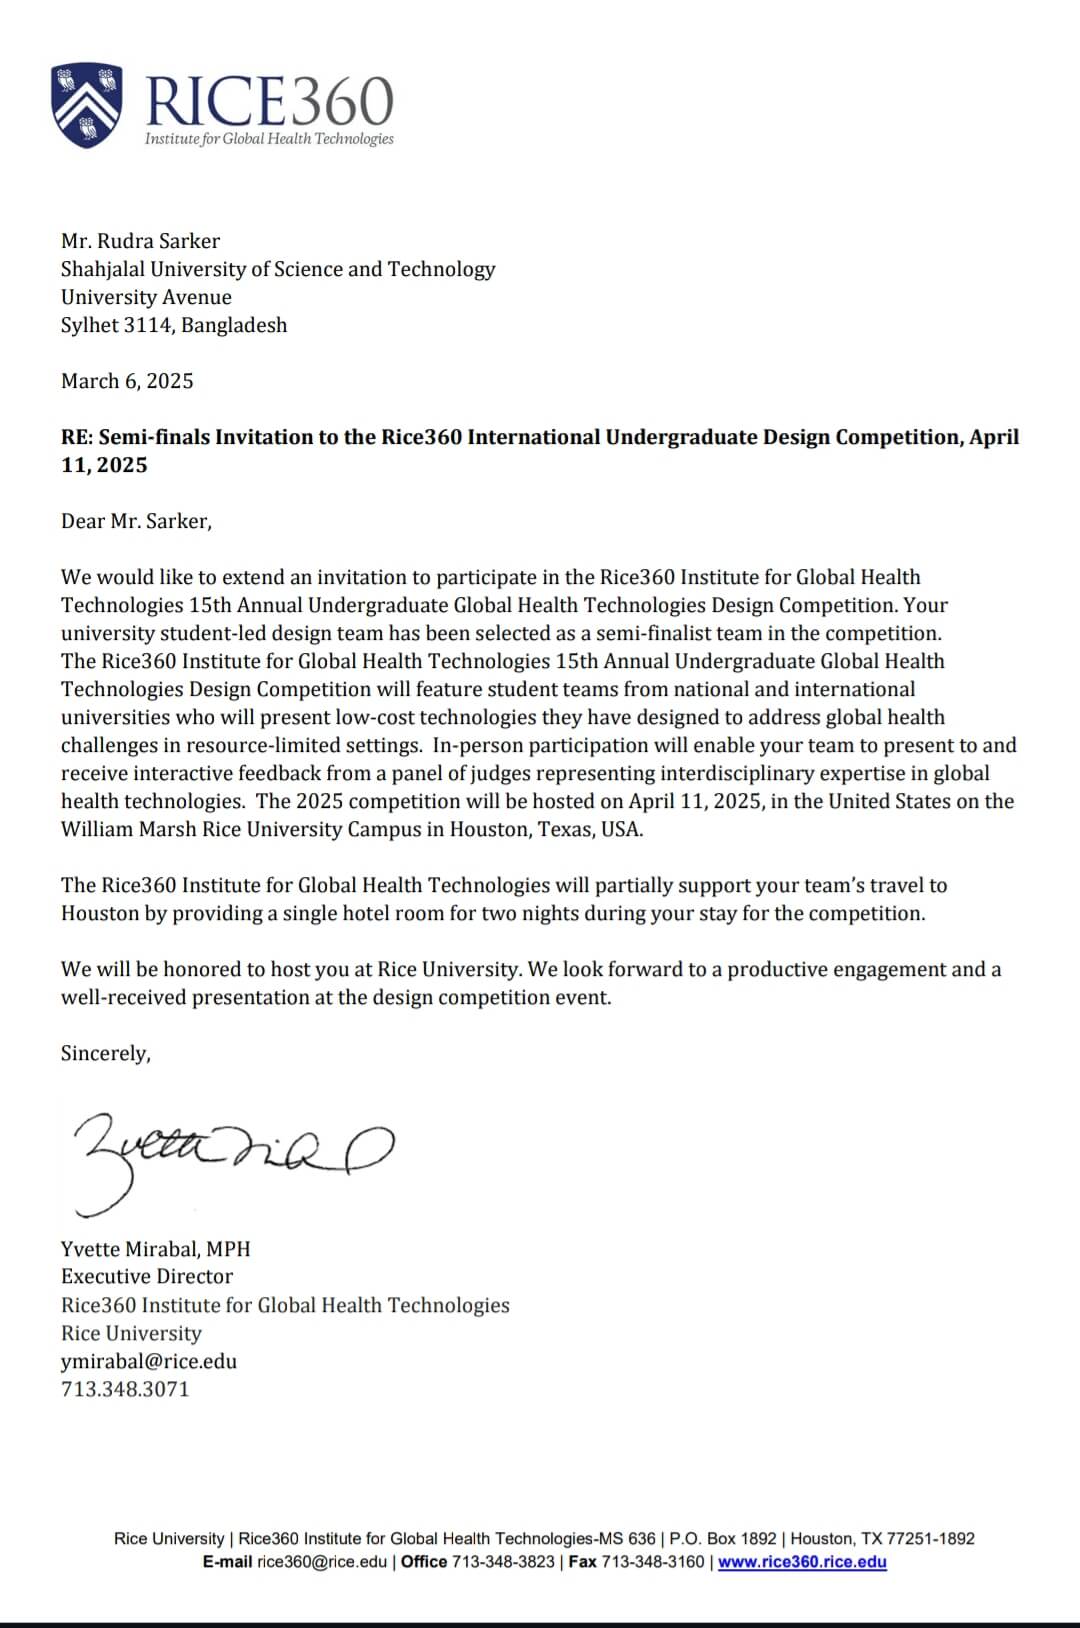 RICE360
Institute for Global Health Technologies
Mr. Rudra Sarker
Shahjalal University of Science and Technology
University Avenue
Sylhet 3114, Bangladesh
March 6, 2025
RE: Semi-finals Invitation to the Rice360 International Undergraduate Design Competition, April
11, 2025
Dear Mr. Sarker,
We would like to extend an invitation to participate in the Rice360 Institute for Global Health
Technologies 15th Annual Undergraduate Global Health Technologies Design Competition. Your
university student-led design team has been selected as a semi-finalist team in the competition.
The Rice360 Institute for Global Health Technologies 15th Annual Undergraduate Global Health
Technologies Design Competition will feature student teams from national and international
universities who will present low-cost technologies they have designed to address global health
challenges in resource-limited settings.  In-person participation will enable your team to present to and
receive interactive feedback from a panel of judges representing interdisciplinary expertise in global
health technologies.  The 2025 competition will be hosted on April 11, 2025, in the United States on the
William Marsh Rice University Campus in Houston, Texas, USA.
The Rice360 Institute for Global Health Technologies will partially support your team’s travel to
Houston by providing a single hotel room for two nights during your stay for the competition.
We will be honored to host you at Rice University. We look forward to a productive engagement and a
well-received presentation at the design competition event.
Sincerely,
Yvette Mirabal, MPH
Executive Director
Rice360 Institute for Global Health Technologies
Rice University
ymirabal@rice.edu
713.348.3071
Rice University | Rice360 Institute for Global Health Technologies-MS 636 | P.O. Box 1892 | Houston, TX 77251-1892
E-mail rice360@rice.edu | Office 713-348-3823 | Fax 713-348-3160 | www.rice360.rice.edu